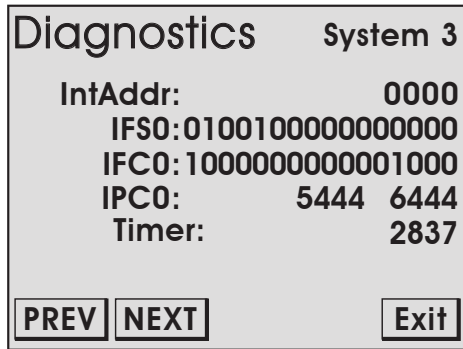 Diagnostics System 3
IntAddr: 0000
IFS0:0100100000000000
IFC0:1000000000001000
IPC0: 5444 6444
Timer: 2837
PREV NEXT Exit